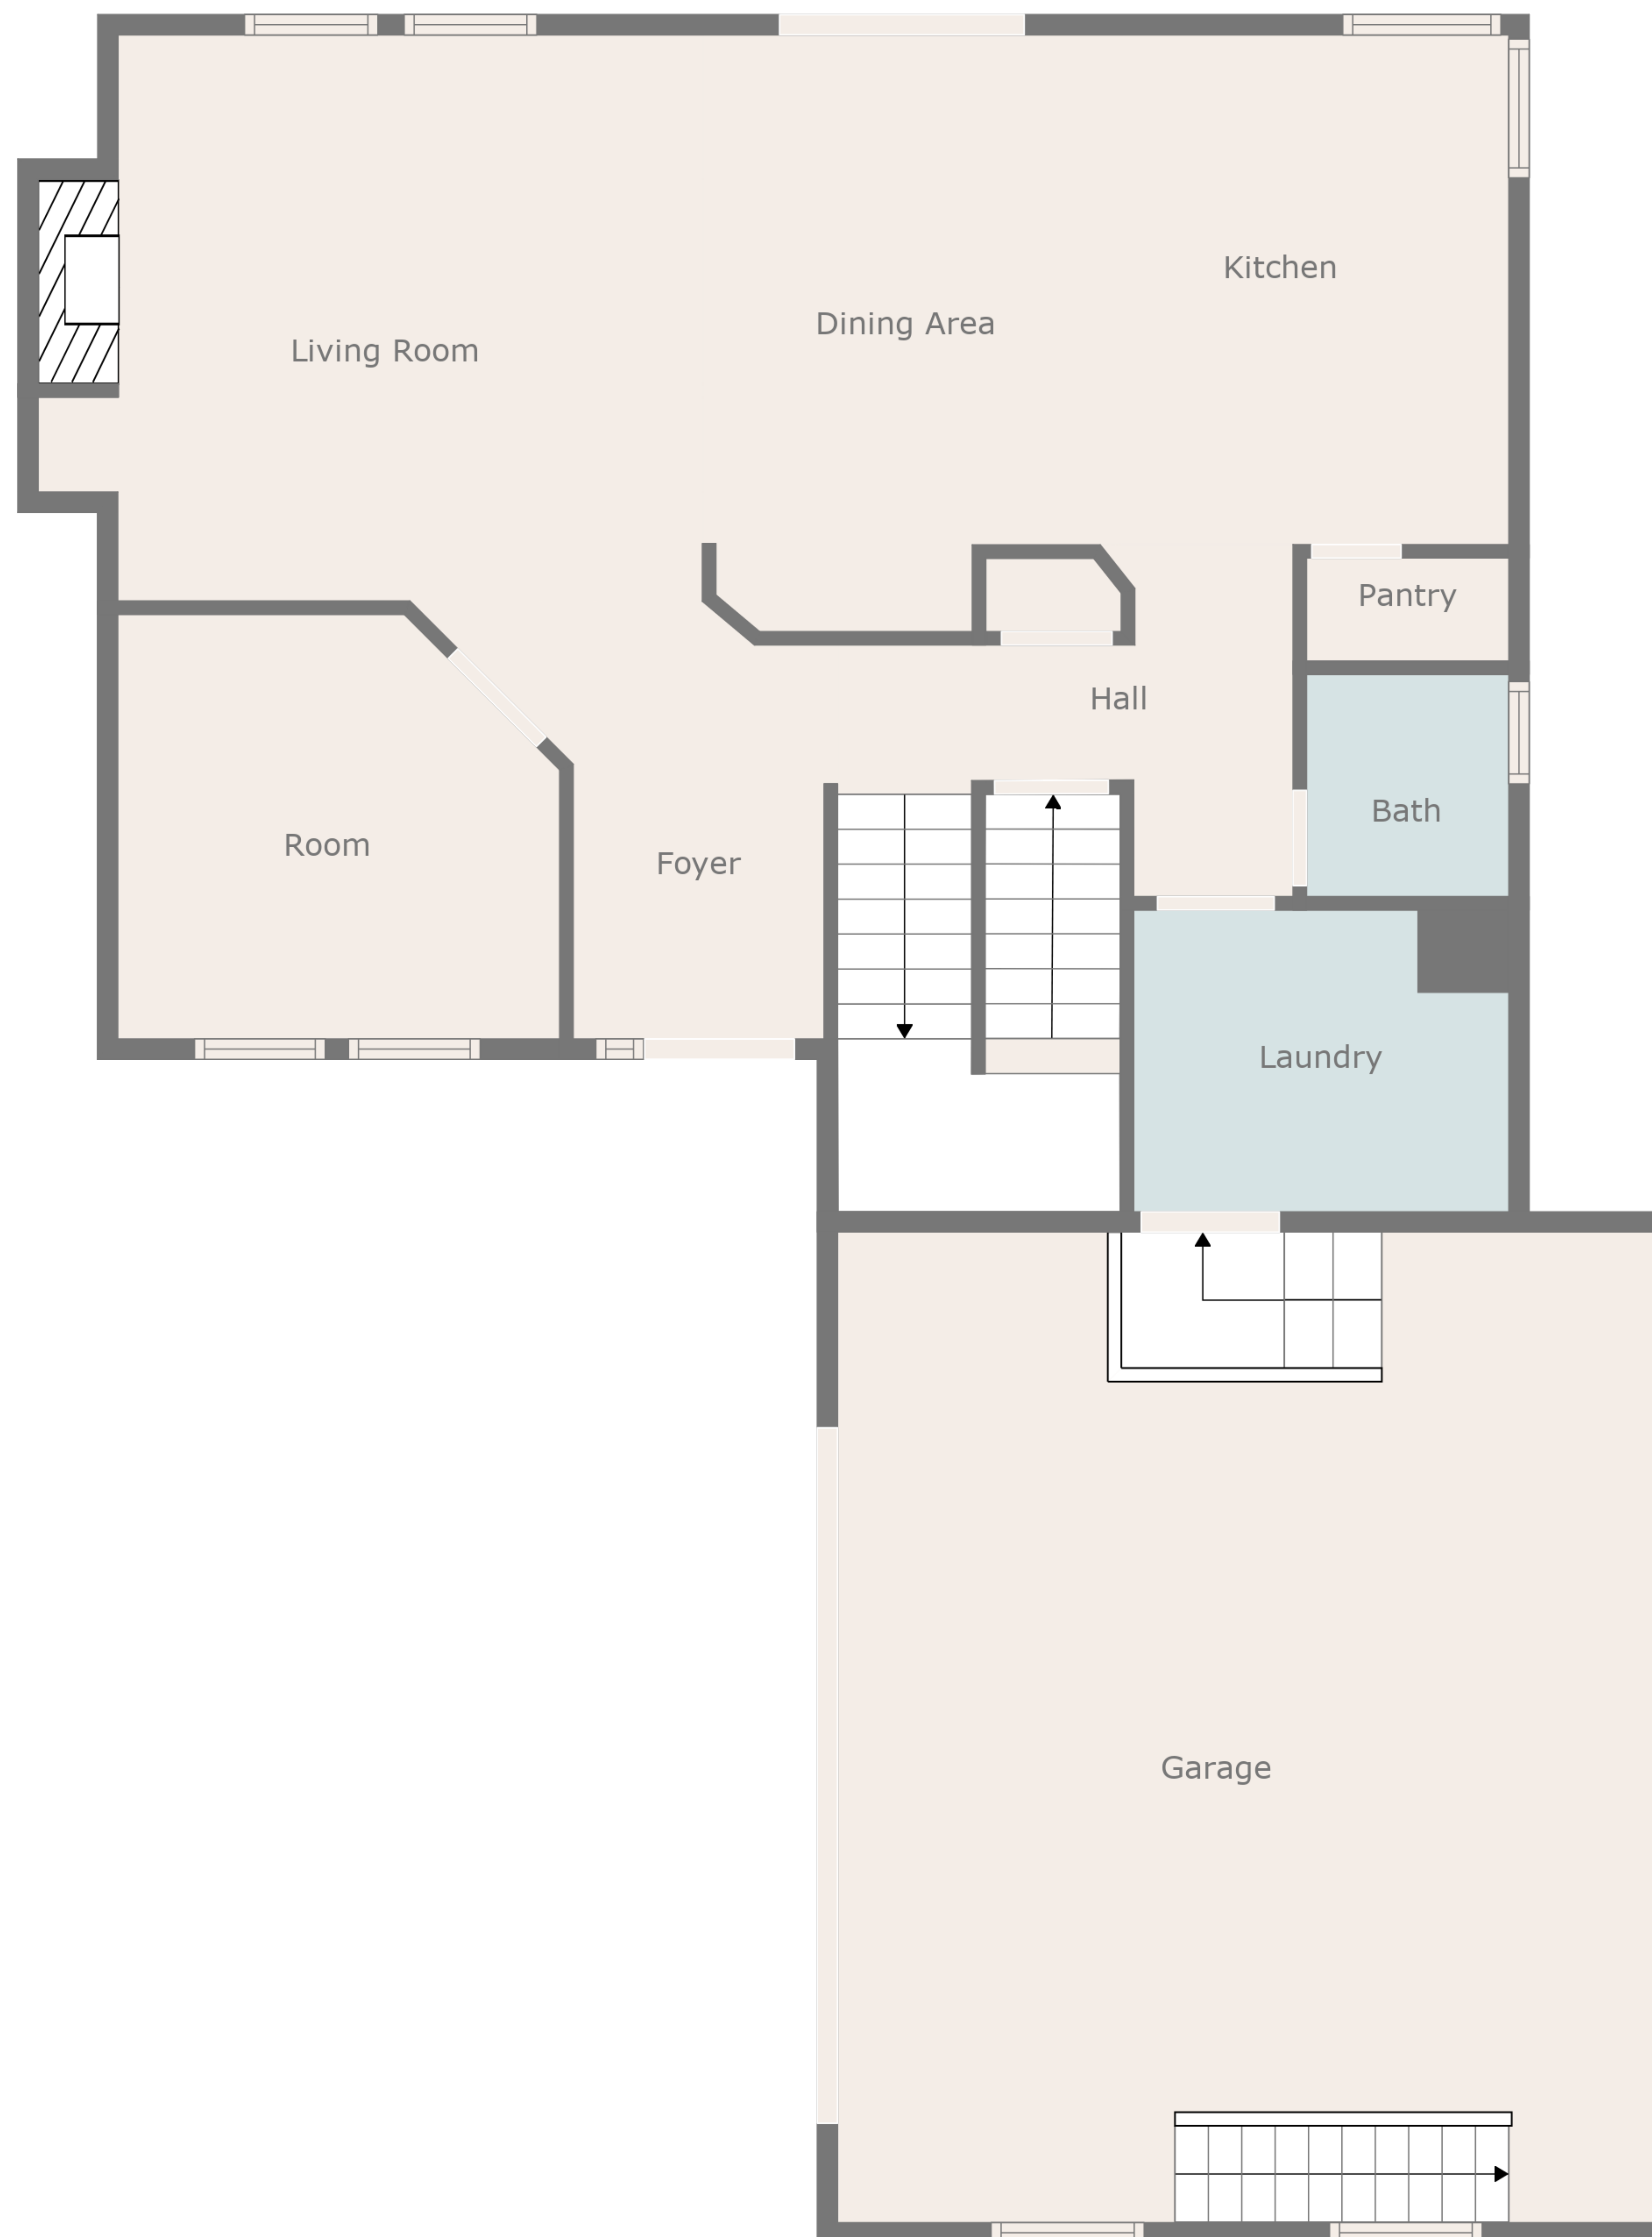 Kitchen
Dining Area
Living Room
Pantry
Hall
Bath
Room
Foyer
Laundry
Garage